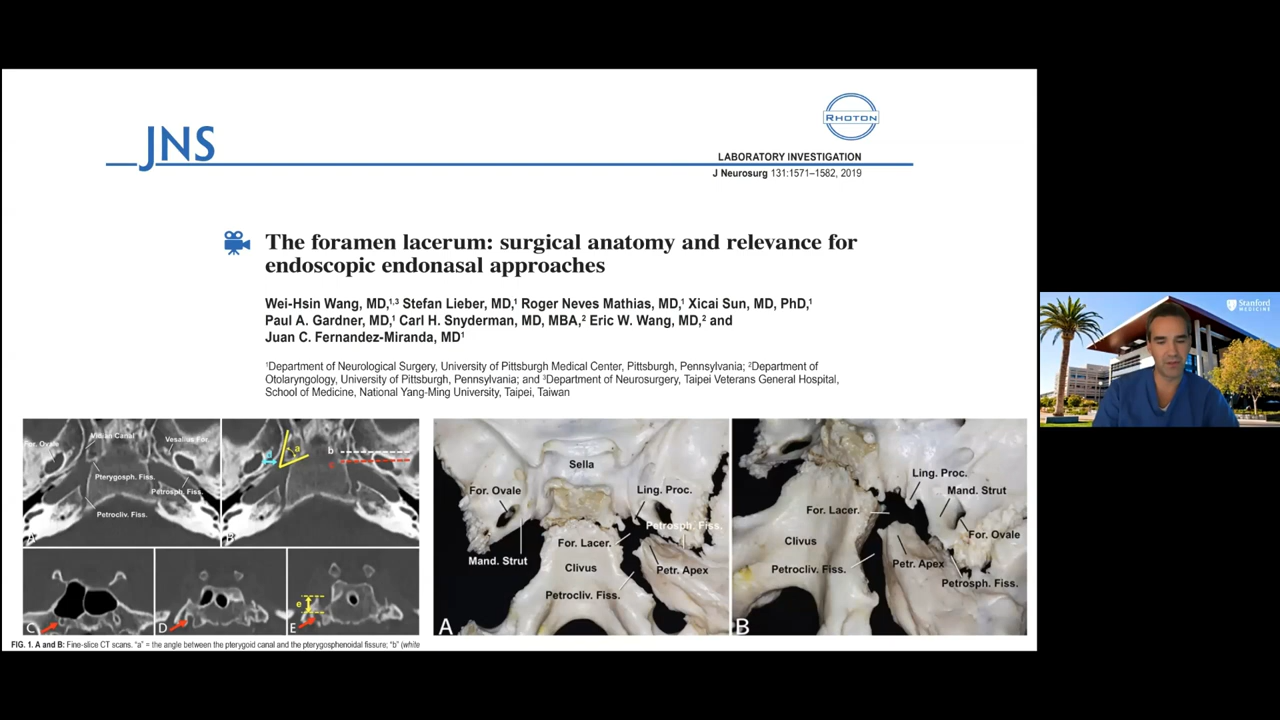 JNS
RHOTON
LABORATORY INVESTIGATION
J Neurosurg 131:1571–1582, 2019
The foramen lacerum: surgical anatomy and relevance for
endoscopic endonasal approaches
Wei-Hsin Wang, MD,1,3 Stefan Lieber, MD,1 Roger Neves Mathias, MD,1 Xicai Sun, MD, PhD,1
Paul A. Gardner, MD,1 Carl H. Snyderman, MD, MBA,2 Eric W. Wang, MD,2 and
Juan C. Fernandez-Miranda, MD1
1Department of Neurological Surgery, University of Pittsburgh Medical Center, Pittsburgh, Pennsylvania; 2Department of
Otolaryngology, University of Pittsburgh, Pennsylvania; and 3Department of Neurosurgery, Taipei Veterans General Hospital,
School of Medicine, National Yang-Ming University, Taipei, Taiwan
Stanford
MEDICINE
For. Ovale
Vidian Canal
Vesalius For.
Pterygosph. Fiss.
Petrosph. Fiss.
Petrocliv. Fiss.
A
a
b
c
d
B
C
D
e
E
Sella
For. Ovale
Ling. Proc.
Petrosph. Fiss.
For. Lacer.
Mand. Strut
Clivus
Petr. Apex
Petrocliv. Fiss.
A
Ling. Proc.
Mand. Strut
For. Lacer.
For. Ovale
Clivus
Petrocliv. Fiss.
Petr. Apex
Petrosph. Fiss.
B
FIG. 1. A and B: Fine-slice CT scans. "a" = the angle between the pterygoid canal and the pterygosphenoidal fissure; "b" (white